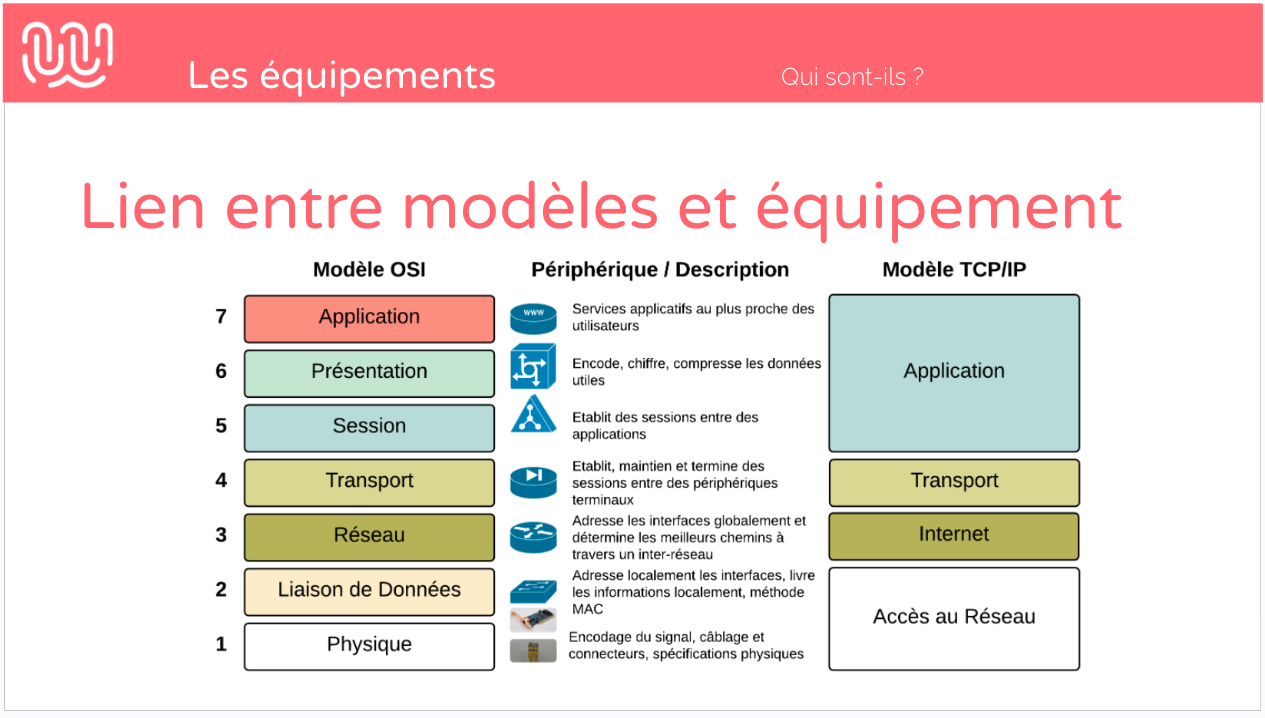 Les équipements
Qui sont-ils ?
Lien entre modèles et équipement
Modèle OSI
Périphérique / Description
Modèle TCP/IP
7
Application
www
Services applicatifs au plus proche des
utilisateurs
Application
6
Présentation
Encode, chiffre, compresse les données
utiles
5
Session
Etablit des sessions entre des
applications
4
Transport
Etablit, maintien et termine des
sessions entre des périphériques
terminaux
Transport
3
Réseau
Adresse les interfaces globalement et
détermine les meilleurs chemins à
travers un inter-réseau
Internet
2
Liaison de Données
Adresse localement les interfaces, livre
les informations localement, méthode
MAC
Accès au Réseau
1
Physique
Encodage du signal, câblage et
connecteurs, spécifications physiques